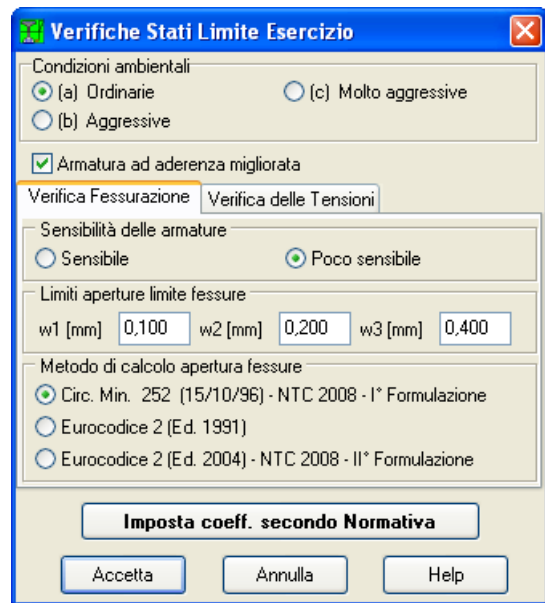 Verifiche Stati Limite Esercizio
Condizioni ambientali
(a) Ordinarie (c) Molto aggressive
(b) Aggressive
Armatura ad aderenza migliorata
Verifica Fessurazione Verifica delle Tensioni
Sensibilità delle armature
Sensibile Poco sensibile
Limiti aperture limite fessure
w1 [mm] 0,100 w2 [mm] 0,200 w3 [mm] 0,400
Metodo di calcolo apertura fessure
Circ. Min. 252 (15/10/96) - NTC 2008 - I° Formulazione
Eurocodice 2 (Ed. 1991)
Eurocodice 2 (Ed. 2004) - NTC 2008 - II° Formulazione
Imposta coeff. secondo Normativa
Accetta Annulla Help